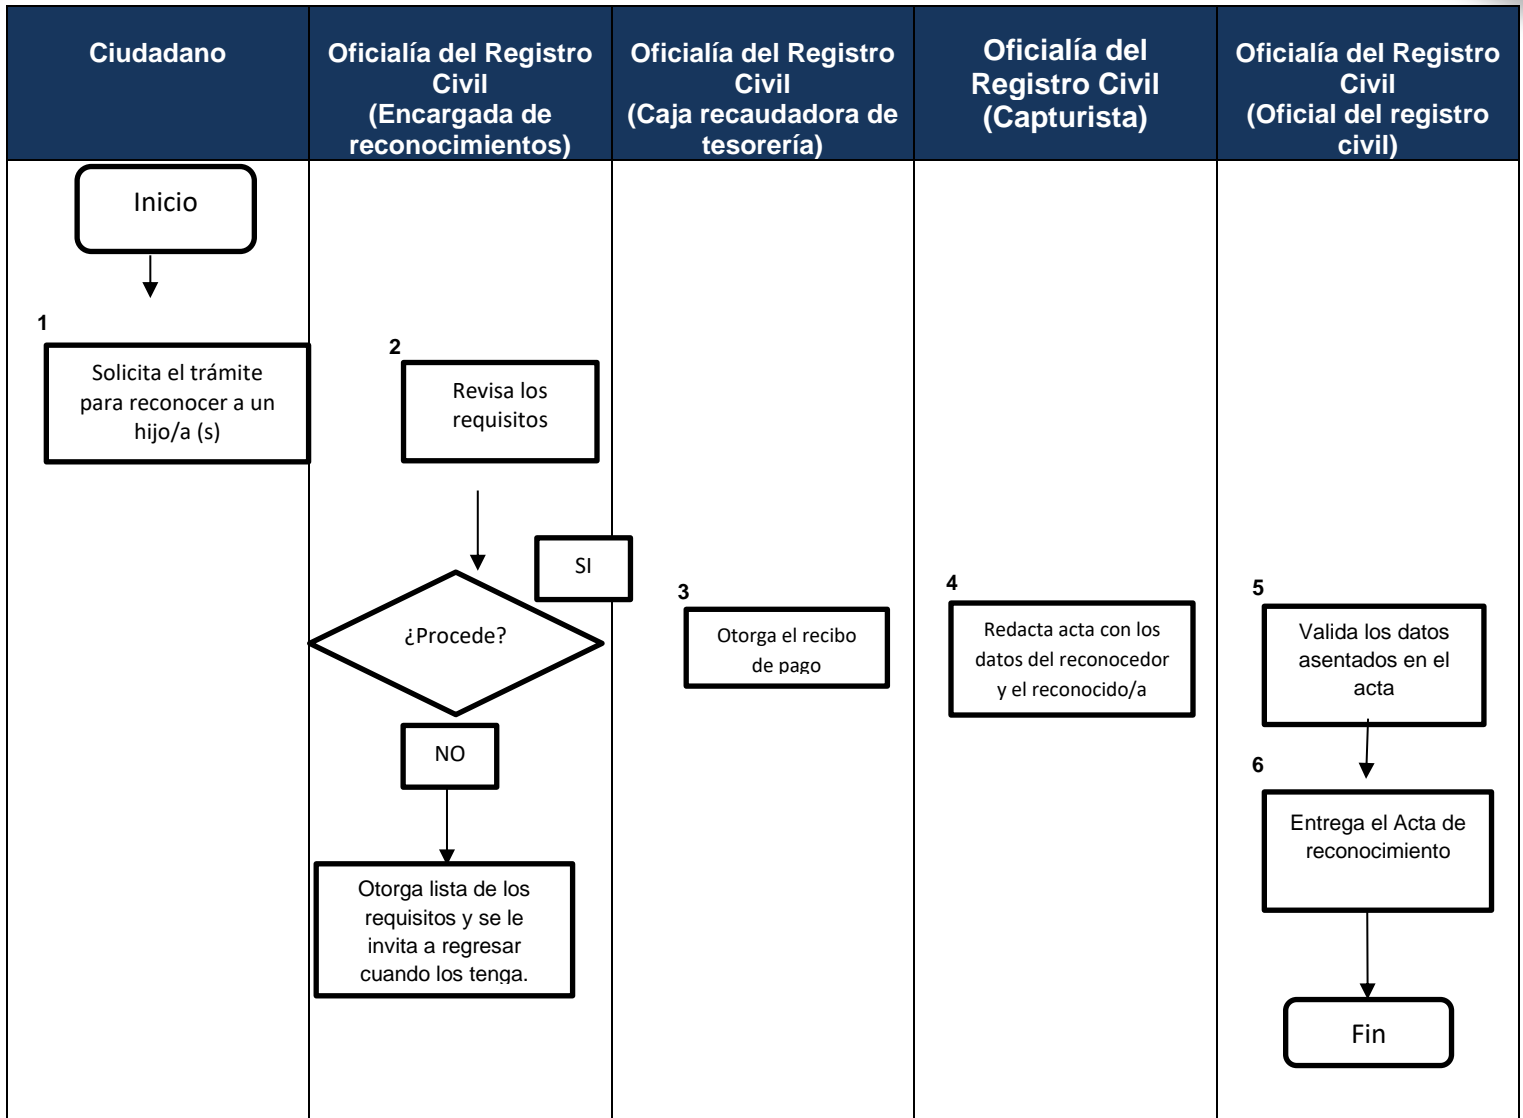 Ciudadano
Oficialía del Registro
Civil
(Encargada de
reconocimientos)
Oficialía del Registro
Civil
(Caja recaudadora de
tesorería)
Oficialía del
Registro Civil
(Capturista)
Oficialía del Registro
Civil
(Oficial del registro
civil)
Inicio
1
Solicita el trámite
para reconocer a un
hijo/a (s)
2
Revisa los
requisitos
SI
¿Procede?
NO
Otorga lista de los
requisitos y se le
invita a regresar
cuando los tenga.
3
Otorga el recibo
de pago
4
Redacta acta con los
datos del reconocedor
y el reconocido/a
5
Valida los datos
asentados en el
acta
6
Entrega el Acta de
reconocimiento
Fin